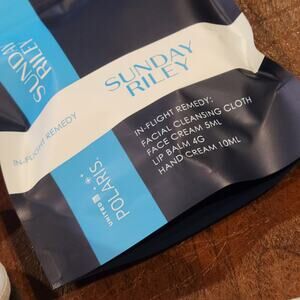 SUNDAY
RILEY
IN-FLIGHT REMEDY
SUNDAY
RILEY
IN-FLIGHT REMEDY:
FACIAL CLEANSING CLOTH
FACE CREAM 5ML
LIP BALM 4G
HAND CREAM 10ML
UNITED
POLARIS